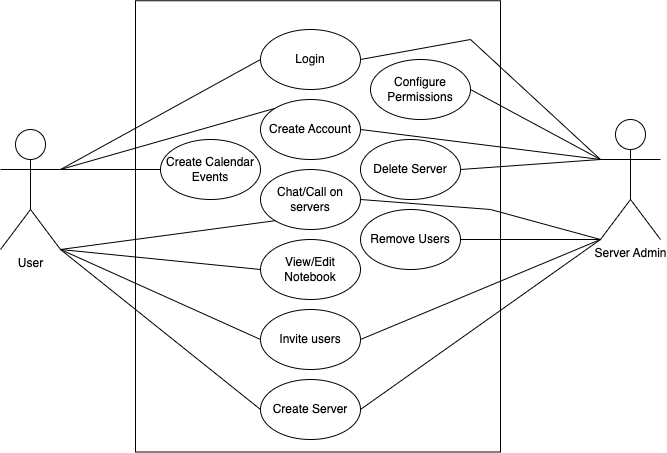 Login
Configure
Permissions
Create Account
Create Calendar
Events
Delete Server
Chat/Call on
servers
Remove Users
User
Server Admin
View/Edit
Notebook
Invite users
Create Server